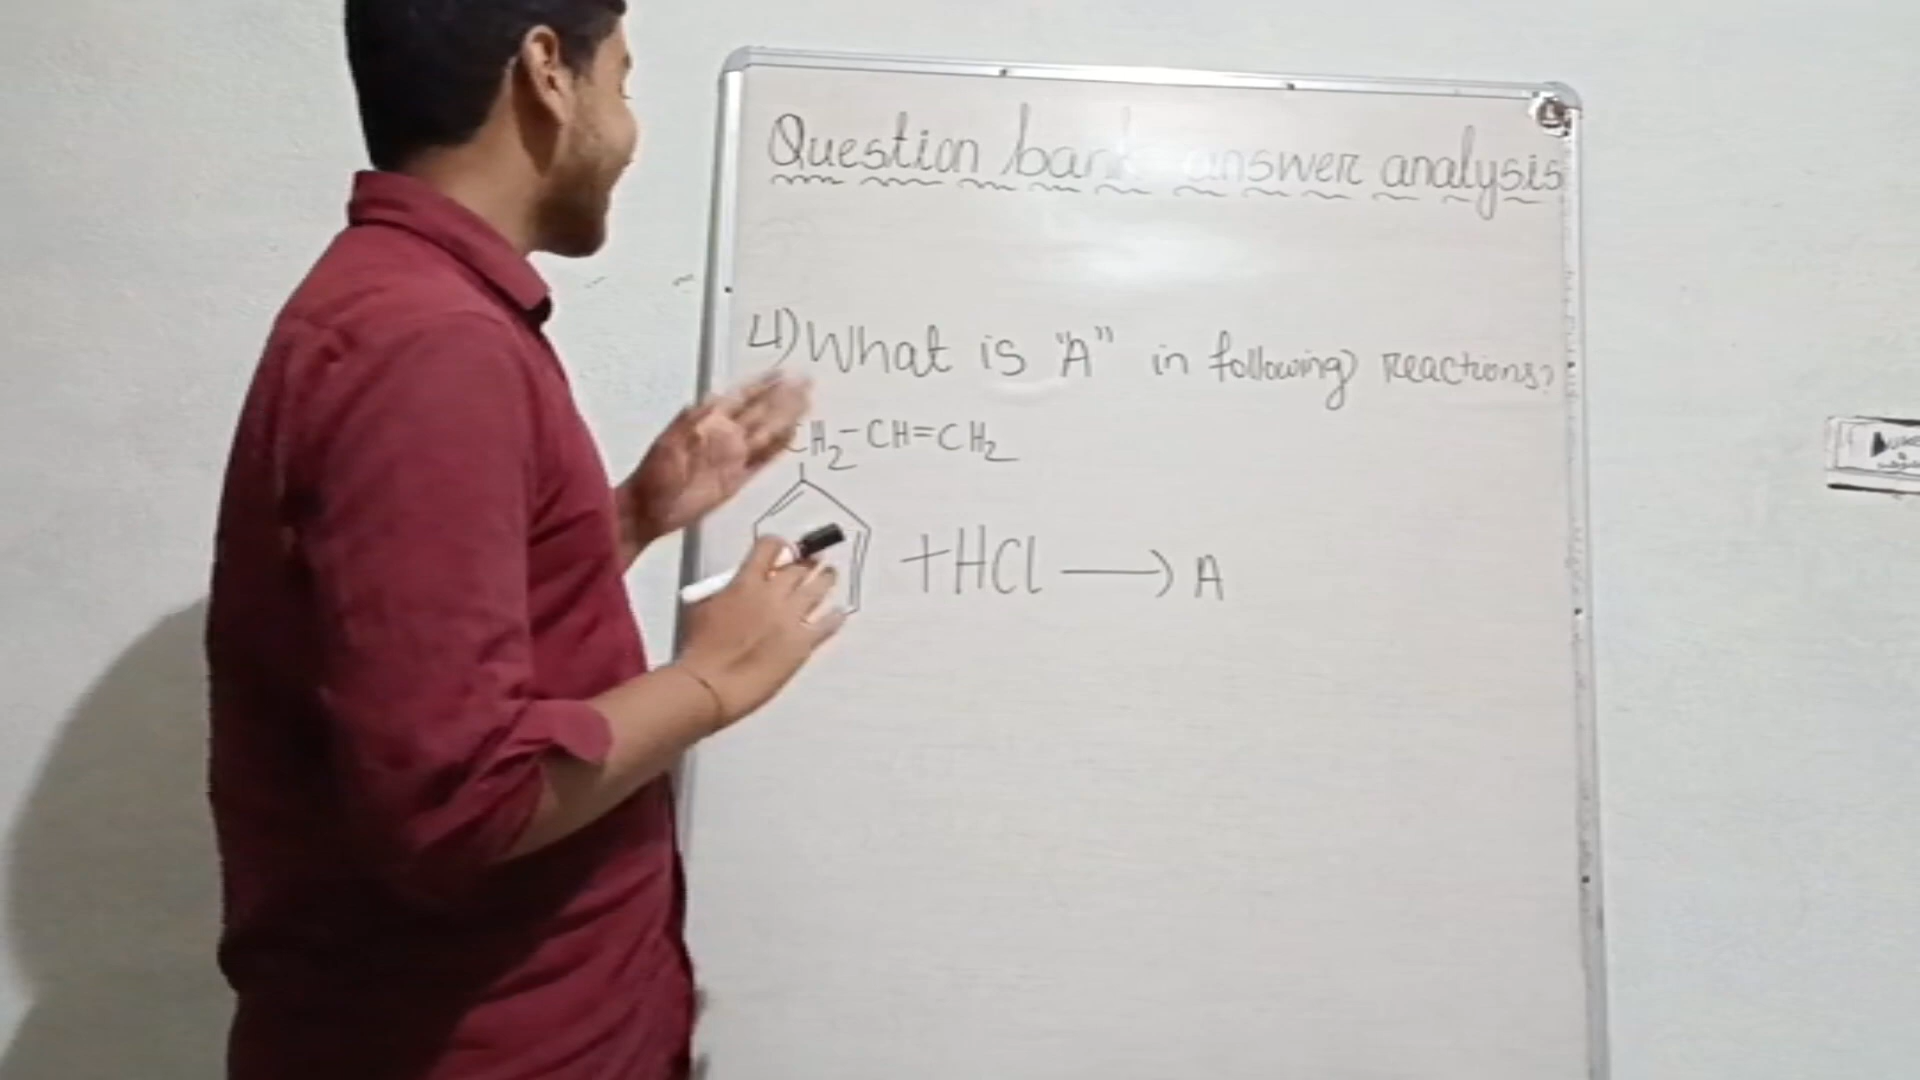 Question bank answer analysis
4) What is "A" in following reactions?
CH2-CH=CH2
+HCl → A